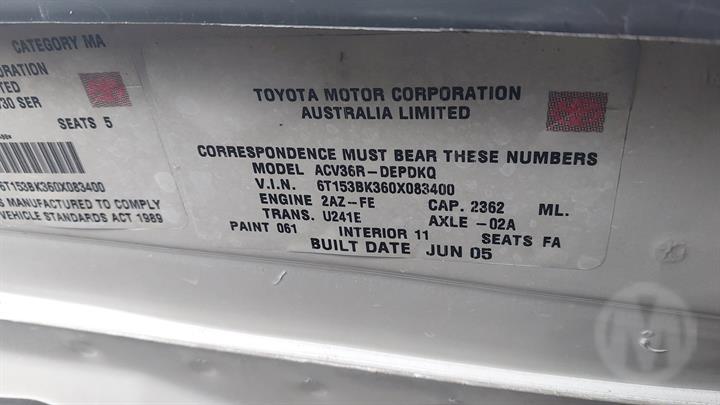 CATEGORY MA
RATION
TED
30 SER
SEATS 5
6T153BK360X083400
S MANUFACTURED TO COMPLY
VEHICLE STANDARDS ACT 1989
TOYOTA MOTOR CORPORATION
AUSTRALIA LIMITED
CORRESPONDENCE MUST BEAR THESE NUMBERS
MODEL ACV36R-DEPDKQ
V.I.N. 6T153BK360X083400
ENGINE 2AZ-FE CAP. 2362 ML.
TRANS. U241E AXLE -02A
PAINT 061 INTERIOR 11 SEATS FA
BUILT DATE JUN 05
M